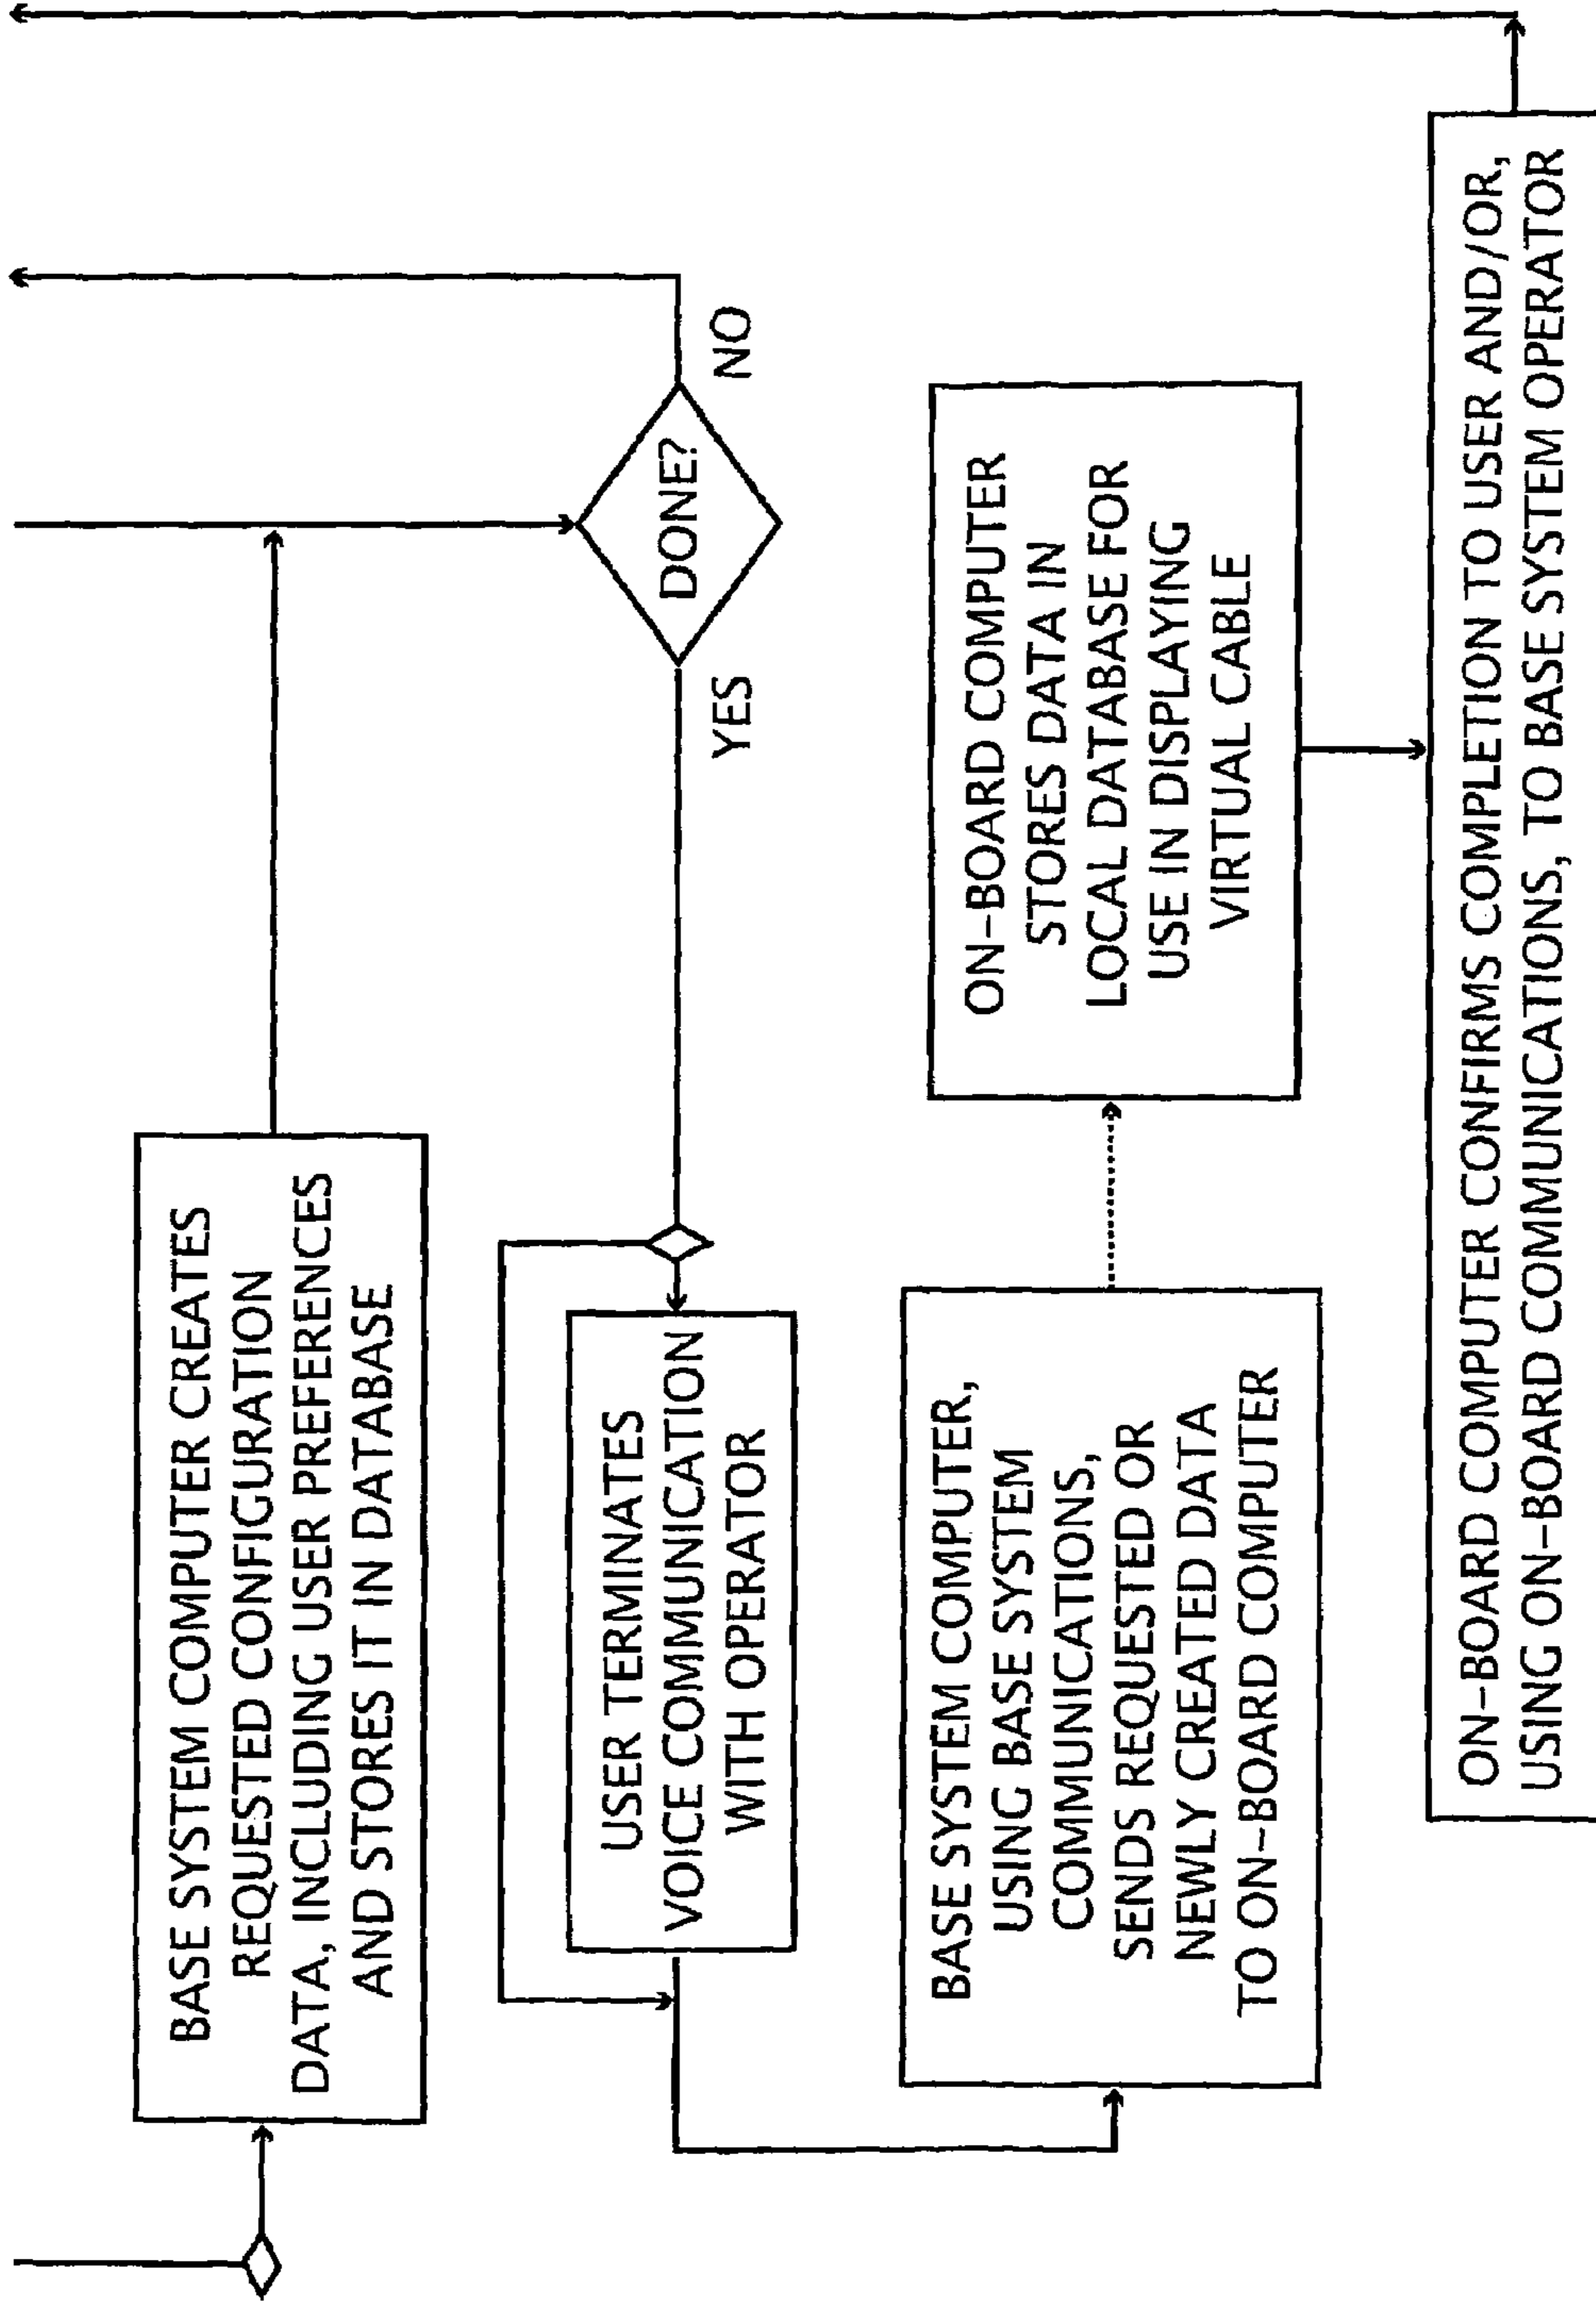 BASE SYSTEM COMPUTER CREATES
REQUESTED CONFIGURATION
DATA, INCLUDING USER PREFERENCES
AND STORES IT IN DATABASE
DONE?
NO
YES
USER TERMINATES
VOICE COMMUNICATION
WITH OPERATOR
BASE SYSTEM COMPUTER,
USING BASE SYSTEM
COMMUNICATIONS,
SENDS REQUESTED OR
NEWLY CREATED DATA
TO ON-BOARD COMPUTER
ON-BOARD COMPUTER
STORES DATA IN
LOCAL DATABASE FOR
USE IN DISPLAYING
VIRTUAL CABLE
ON-BOARD COMPUTER CONFIRMS COMPLETION TO USER AND/OR,
USING ON-BOARD COMMUNICATIONS, TO BASE SYSTEM OPERATOR